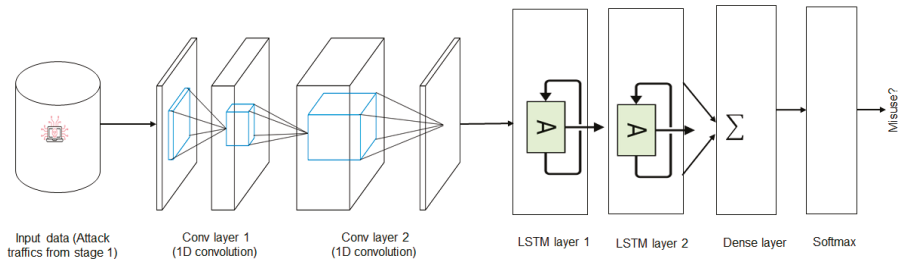 A
A
Σ
Misuse?
Input data (Attack
traffics from stage 1)
Conv layer 1
(1D convolution)
Conv layer 2
(1D convolution)
LSTM layer 1
LSTM layer 2
Dense layer
Softmax